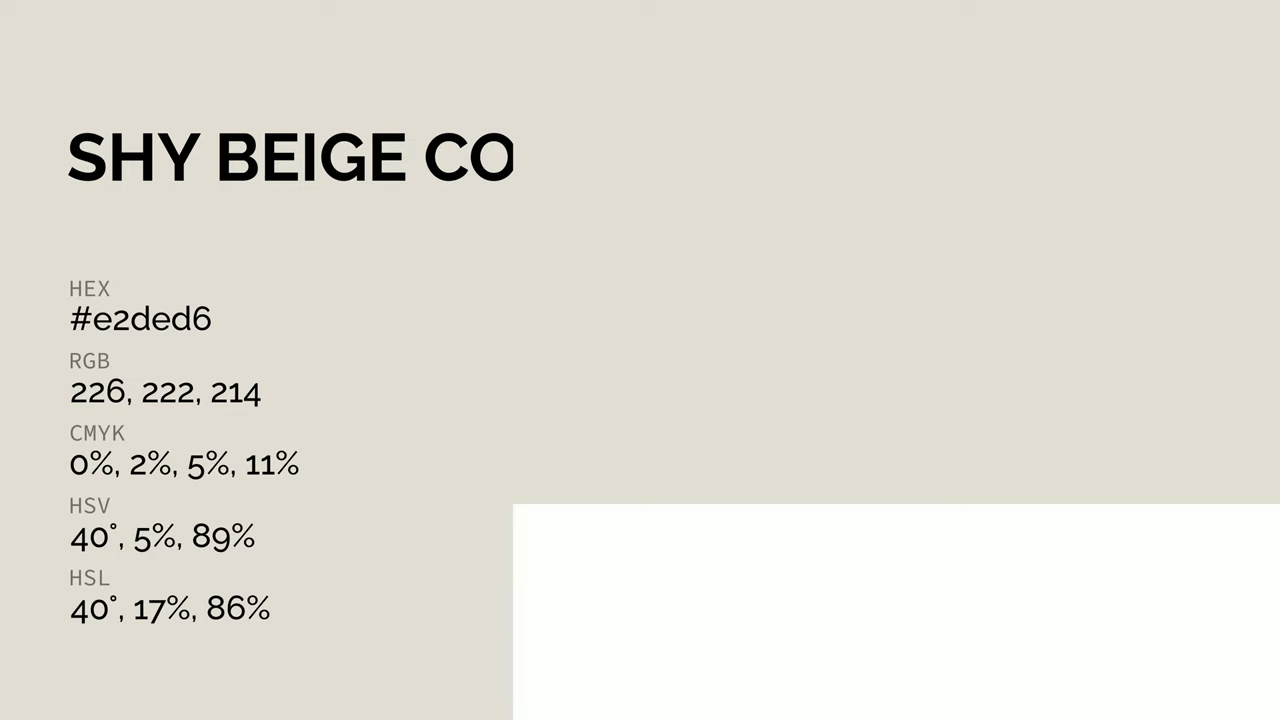 SHY BEIGE CO
HEX
#e2ded6
RGB
226, 222, 214
CMYK
0%, 2%, 5%, 11%
HSV
40°, 5%, 89%
HSL
40°, 17%, 86%